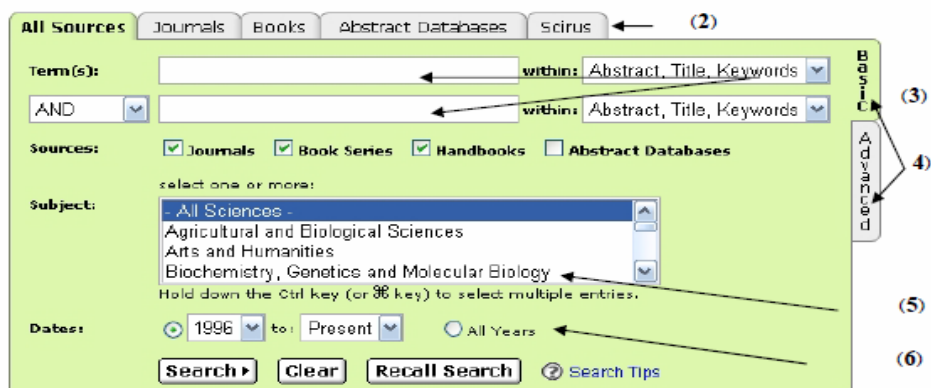 All Sources Journals Books Abstract Databases Scirus (2)
Term(s): within: Abstract, Title, Keywords
AND within: Abstract, Title, Keywords
Basic
(3)
Advanced
4)
Sources: Journals Book Series Handbooks Abstract Databases
select one or more:
Subject: - All Sciences -
Agricultural and Biological Sciences
Arts and Humanities
Biochemistry, Genetics and Molecular Biology
Hold down the Ctrl key (or ⌘ key) to select multiple entries.
(5)
Dates: 1996 to: Present All Years
(6)
Search Clear Recall Search ? Search Tips